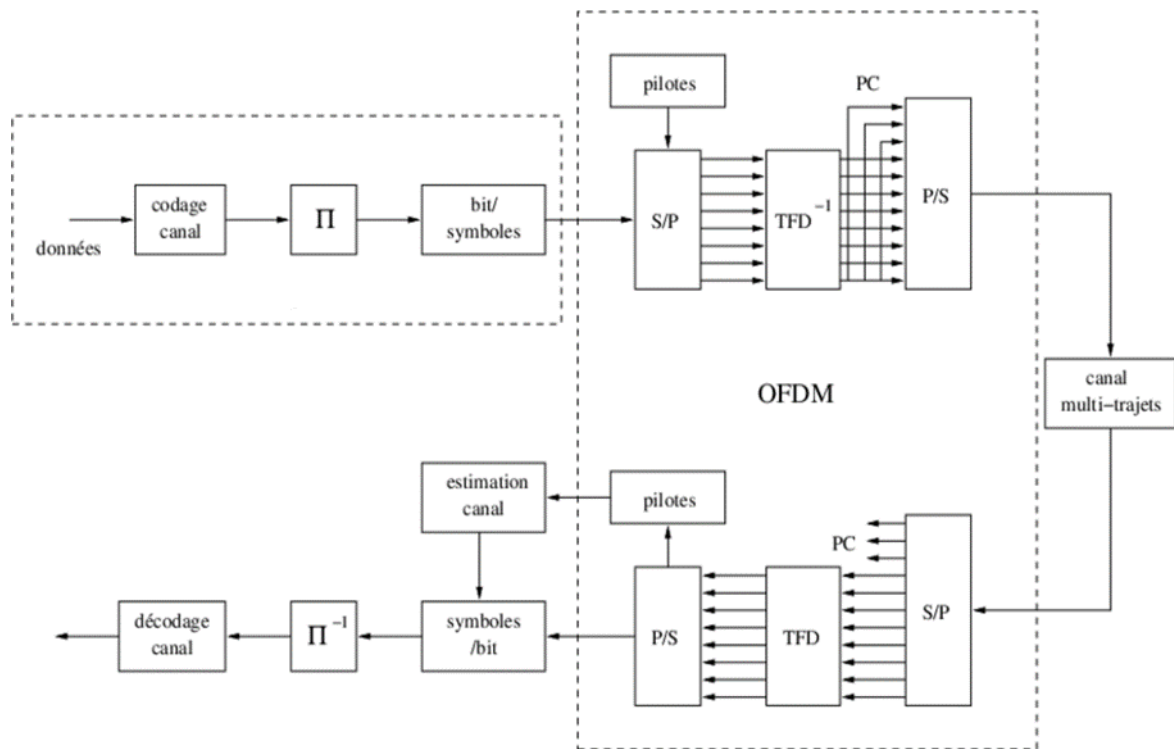 pilotes
PC
codage
canal
données
Π
bit/
symboles
S/P
TFD⁻¹
P/S
OFDM
canal
multi-trajets
estimation
canal
pilotes
PC
décodage
canal
Π⁻¹
symboles
/bit
P/S
TFD
S/P